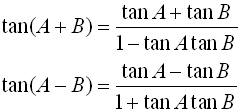 tan(A + B) = (tan A + tan B) / (1 − tan A tan B)
tan(A − B) = (tan A − tan B) / (1 + tan A tan B)